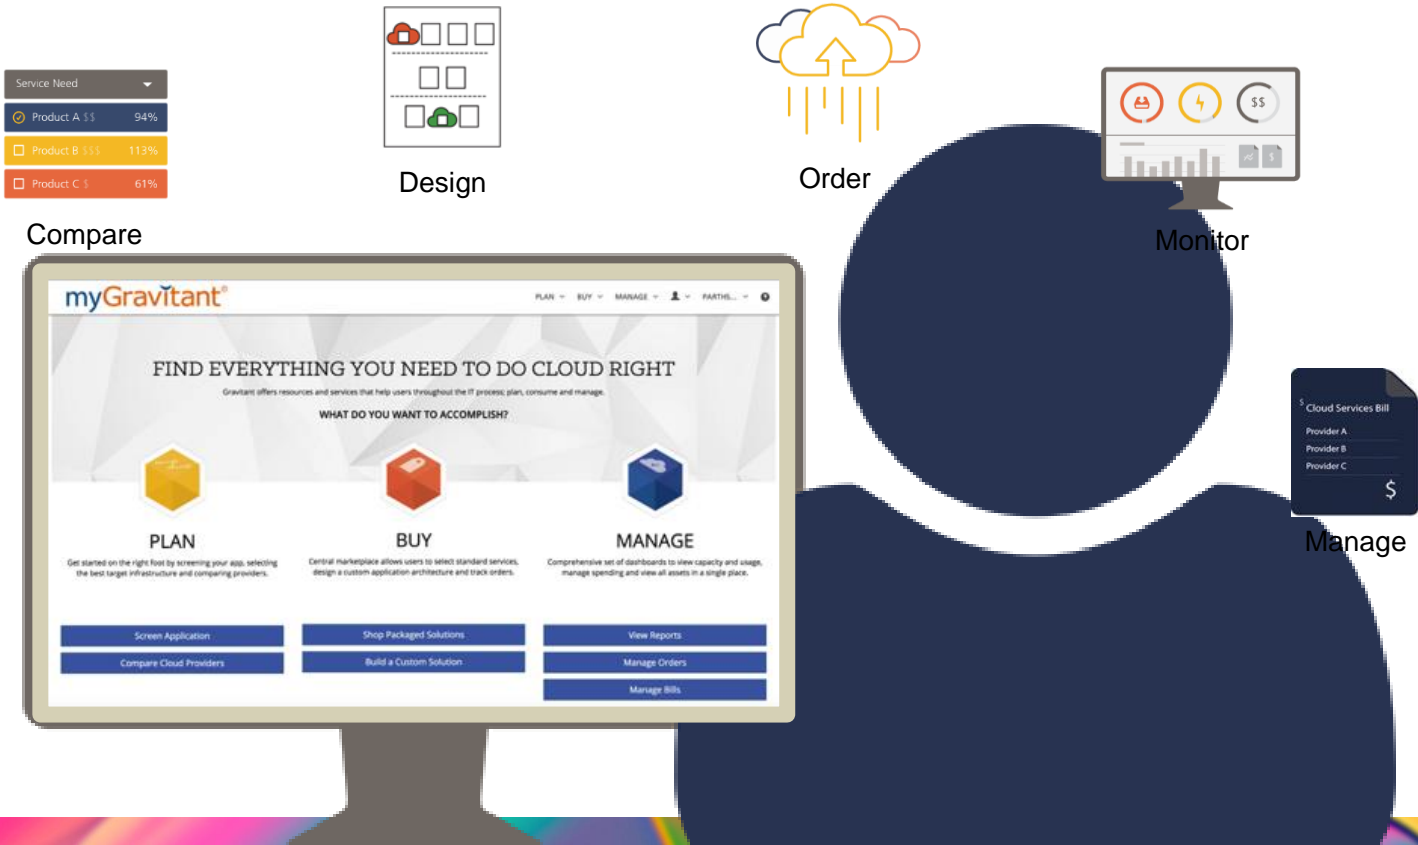 Service Need
Product A $$ 94%
Product B $$$ 113%
Product C $ 61%
Compare
Design
Order
$$
$
Monitor
myGravitant®
PLAN BUY MANAGE PARTHS...
FIND EVERYTHING YOU NEED TO DO CLOUD RIGHT
Gravitant offers resources and services that help users throughout the IT process; plan, consume and manage.
WHAT DO YOU WANT TO ACCOMPLISH?
PLAN
Get started on the right foot by screening your app, selecting
the best target infrastructure and comparing providers.
Screen Application
Compare Cloud Providers
BUY
Central marketplace allows users to select standard services,
design a custom application architecture and track orders.
Shop Packaged Solutions
Build a Custom Solution
MANAGE
Comprehensive set of dashboards to view capacity and usage,
manage spending and view all assets in a single place.
View Reports
Manage Orders
Manage Bills
$ Cloud Services Bill
Provider A
Provider B
Provider C
$
Manage